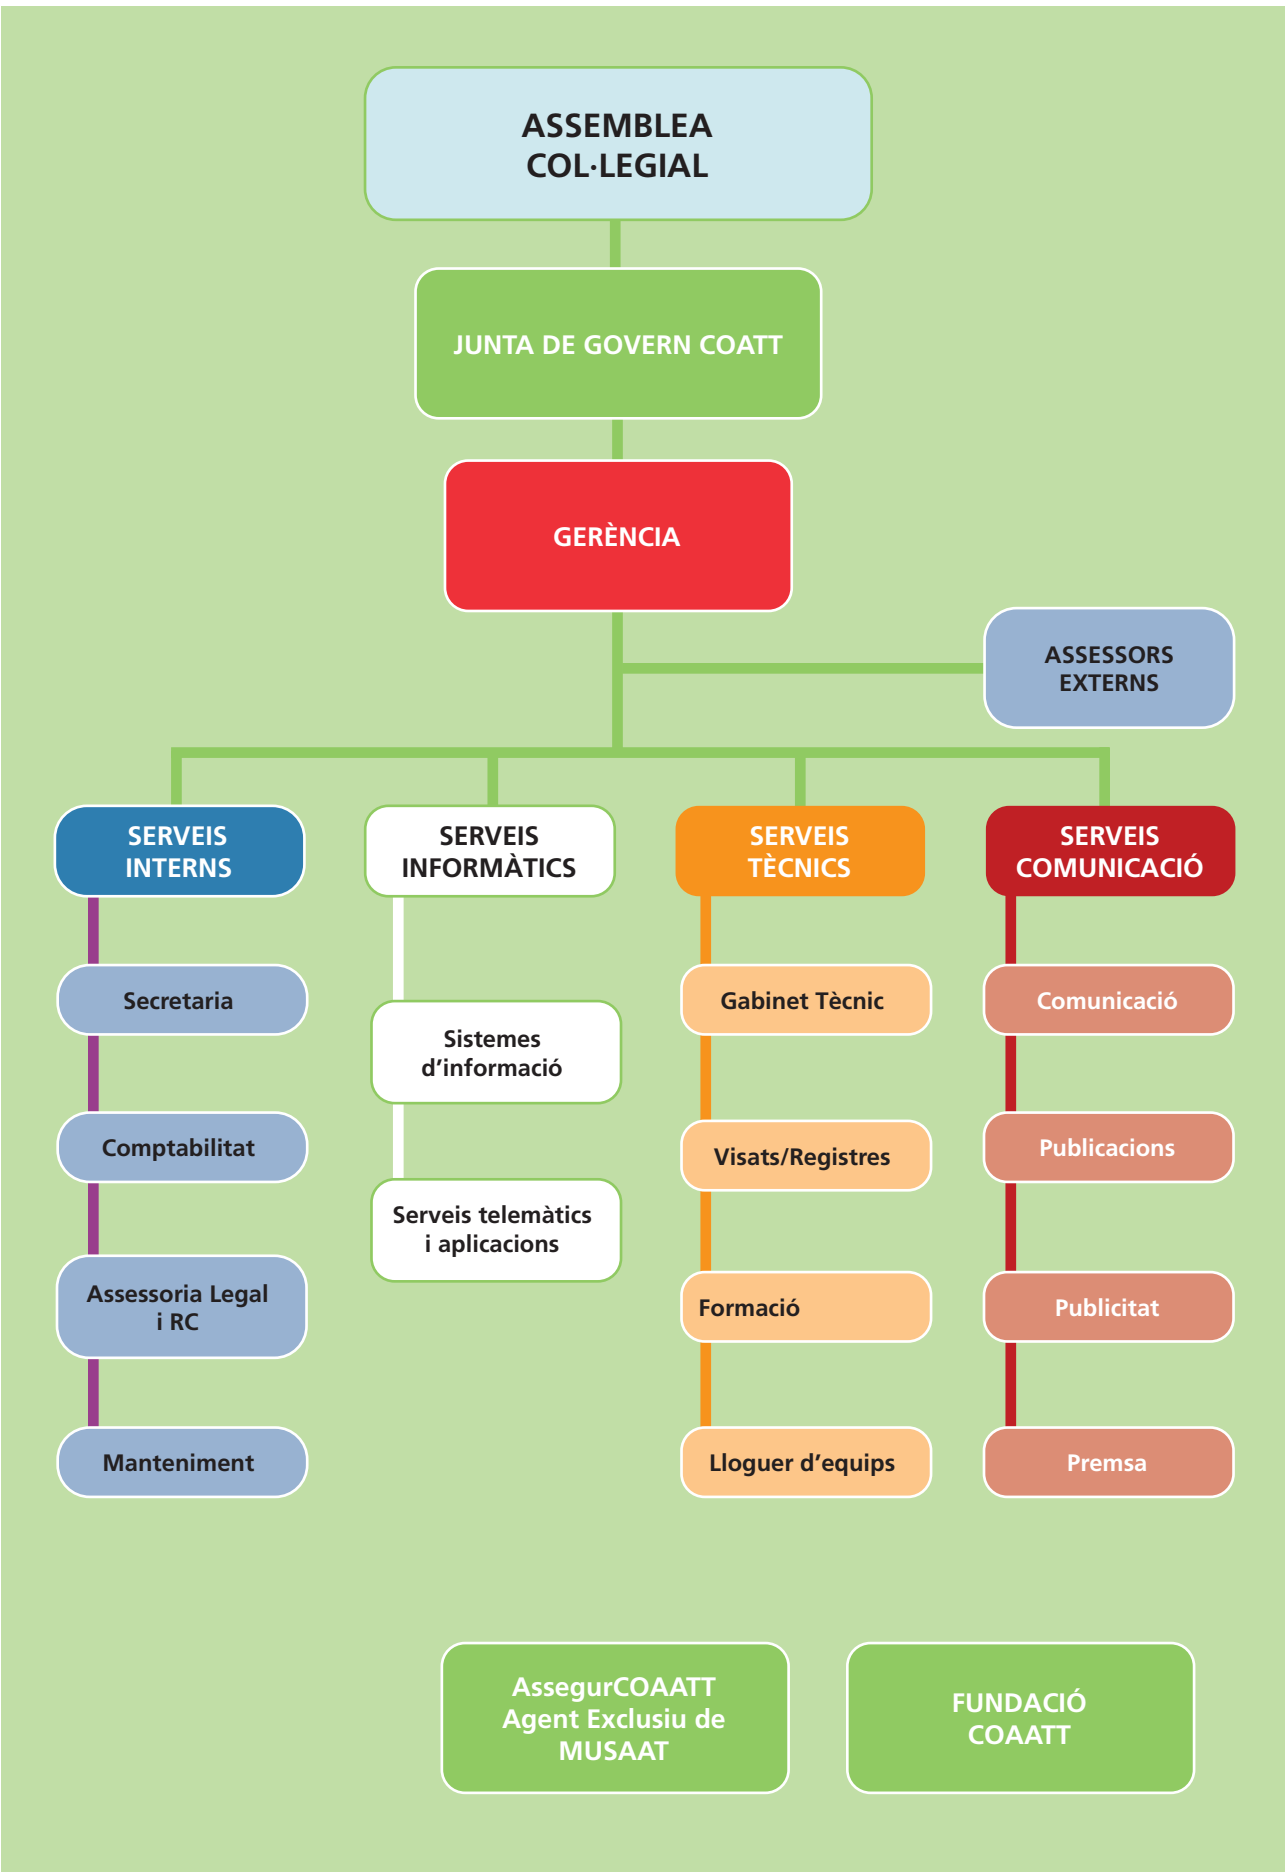 ASSEMBLEA
COL·LEGIAL
JUNTA DE GOVERN COATT
GERÈNCIA
ASSESSORS
EXTERNS
SERVEIS
INTERNS
Secretaria
Comptabilitat
Assessoria Legal
i RC
Manteniment
SERVEIS
INFORMÀTICS
Sistemes
d’informació
Serveis telemàtics
i aplicacions
SERVEIS
TÈCNICS
Gabinet Tècnic
Visats/Registres
Formació
Lloguer d’equips
SERVEIS
COMUNICACIÓ
Comunicació
Publicacions
Publicitat
Premsa
AssegurCOAATT
Agent Exclusiu de
MUSAAT
FUNDACIÓ
COAATT